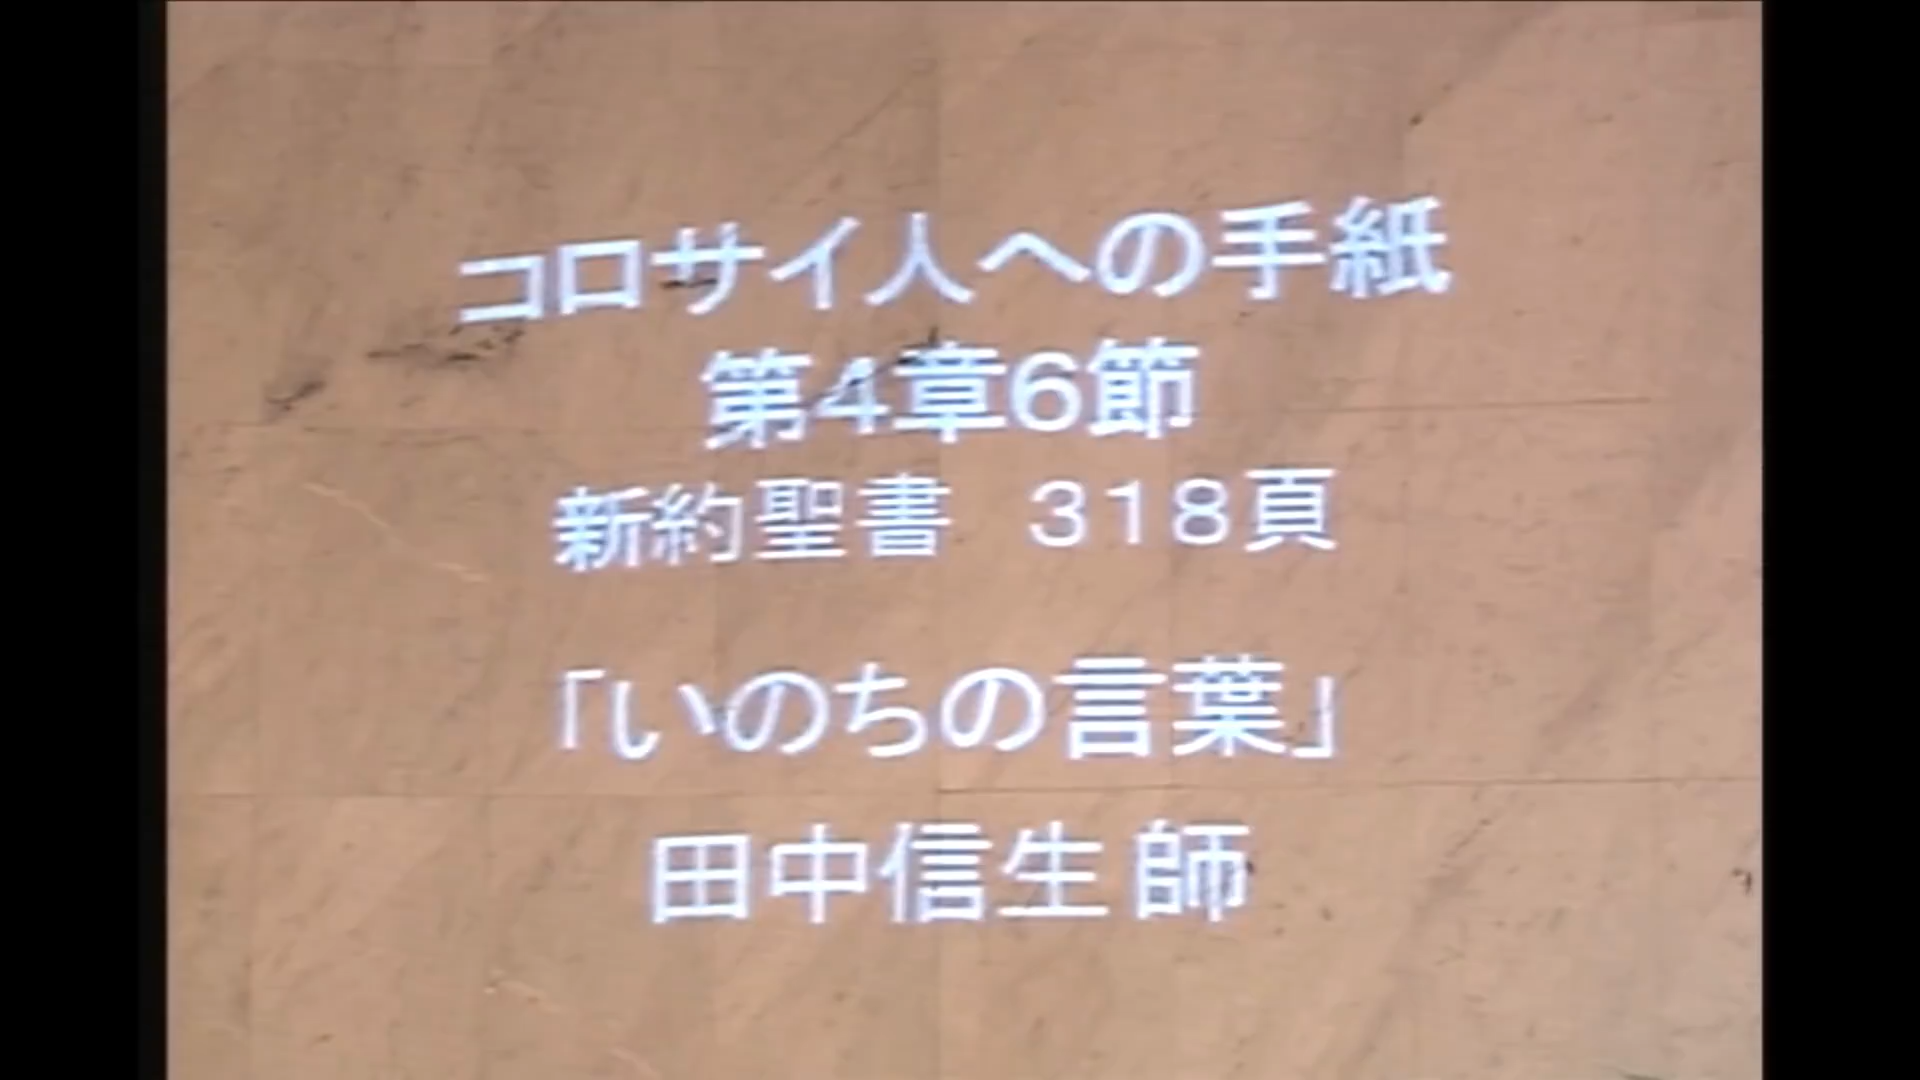 コロサイ人への手紙
第4章6節
新約聖書　318頁
「いのちの言葉」
田中信生 師